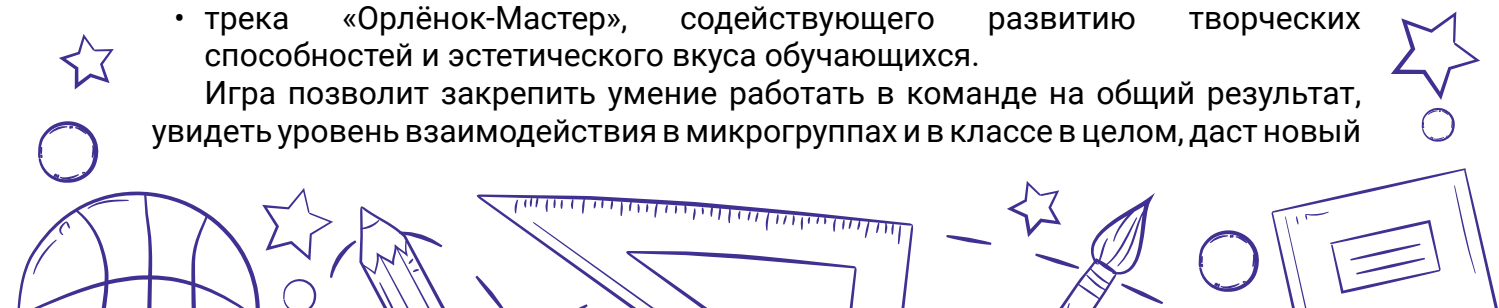 • трека «Орлёнок-Мастер», содействующего развитию творческих
способностей и эстетического вкуса обучающихся.
Игра позволит закрепить умение работать в команде на общий результат,
увидеть уровень взаимодействия в микрогруппах и в классе в целом, даст новый